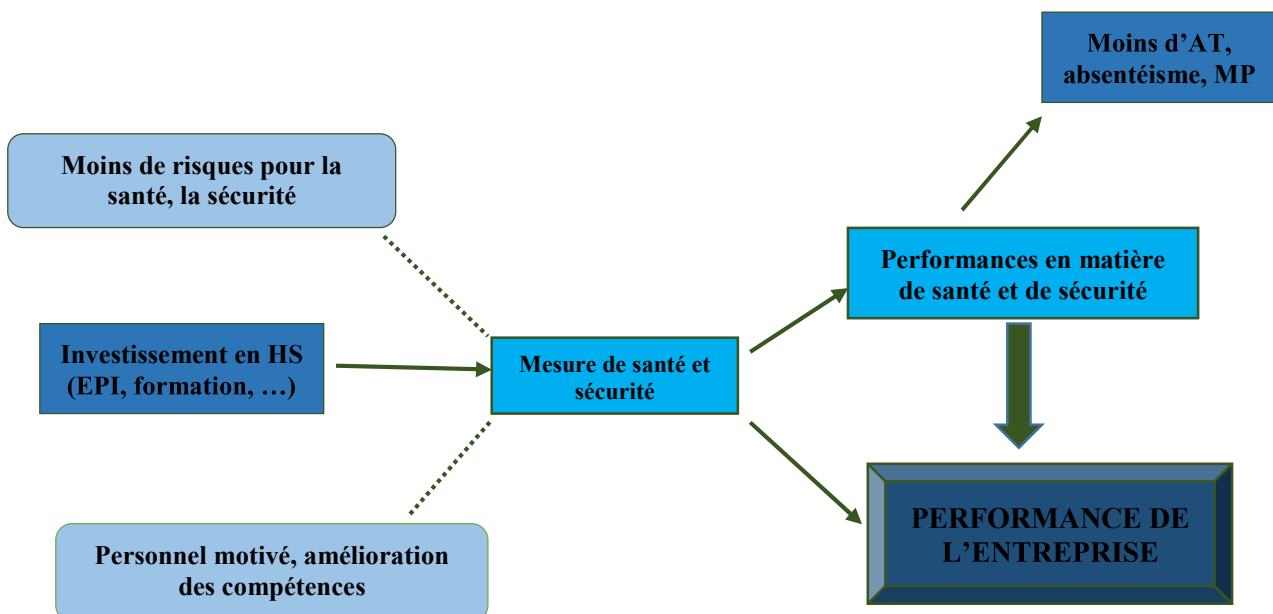 Moins d’AT,
absentéisme, MP
Moins de risques pour la
santé, la sécurité
Performances en matière
de santé et de sécurité
Investissement en HS
(EPI, formation, …)
Mesure de santé et
sécurité
PERFORMANCE DE
L’ENTREPRISE
Personnel motivé, amélioration
des compétences